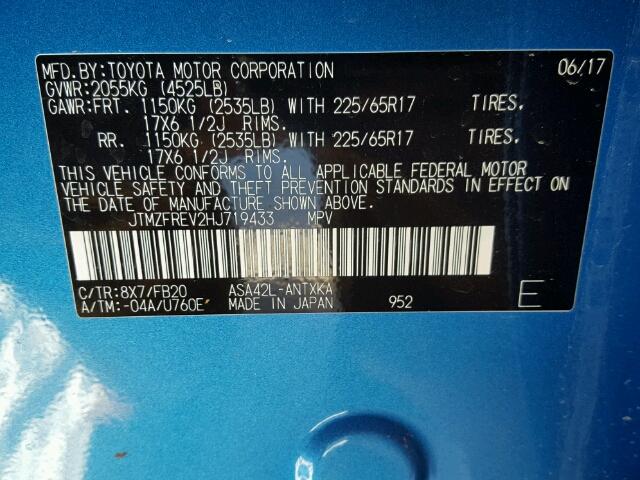 MFD.BY:TOYOTA MOTOR CORPORATION 06/17
GVWR:2055KG (4525LB)
GAWR:FRT. 1150KG (2535LB) WITH 225/65R17 TIRES,
17X6 1/2J RIMS.
RR. 1150KG (2535LB) WITH 225/65R17 TIRES,
17X6 1/2J RIMS.
THIS VEHICLE CONFORMS TO ALL APPLICABLE FEDERAL MOTOR
VEHICLE SAFETY AND THEFT PREVENTION STANDARDS IN EFFECT ON
THE DATE OF MANUFACTURE SHOWN ABOVE.
JTMZFREV2HJ719433 MPV
C/TR:8X7/FB20 ASA42L-ANTXKA
A/TM:-04A/U760E MADE IN JAPAN 952 E